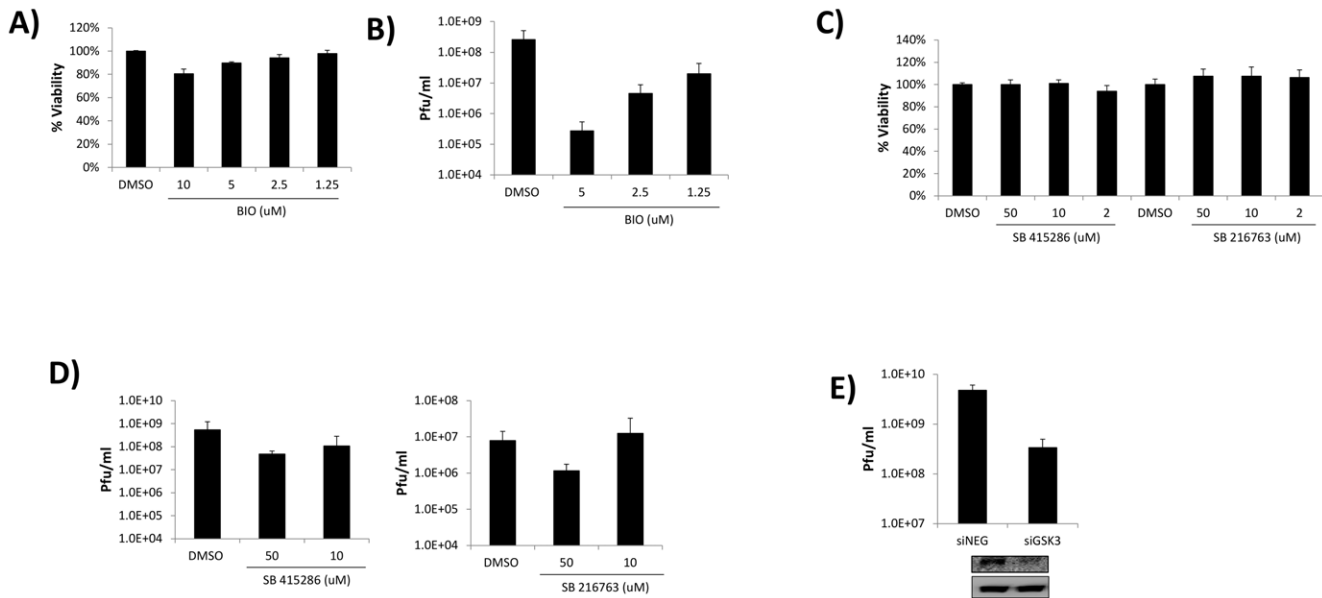 A)
120%
100%
80%
60%
40%
20%
0%
% Viability
DMSO 10 5 2.5 1.25
BIO (uM)
B)
1.0E+09
1.0E+08
1.0E+07
1.0E+06
1.0E+05
1.0E+04
Pfu/ml
DMSO 5 2.5 1.25
BIO (uM)
C)
140%
120%
100%
80%
60%
40%
20%
0%
% Viability
DMSO 50 10 2 DMSO 50 10 2
SB 415286 (uM) SB 216763 (uM)
D)
1.0E+10
1.0E+09
1.0E+08
1.0E+07
1.0E+06
1.0E+05
1.0E+04
Pfu/ml
DMSO 50 10
SB 415286 (uM)
1.0E+08
1.0E+07
1.0E+06
1.0E+05
1.0E+04
Pfu/ml
DMSO 50 10
SB 216763 (uM)
E)
1.0E+10
1.0E+09
1.0E+08
1.0E+07
Pfu/ml
siNEG siGSK3